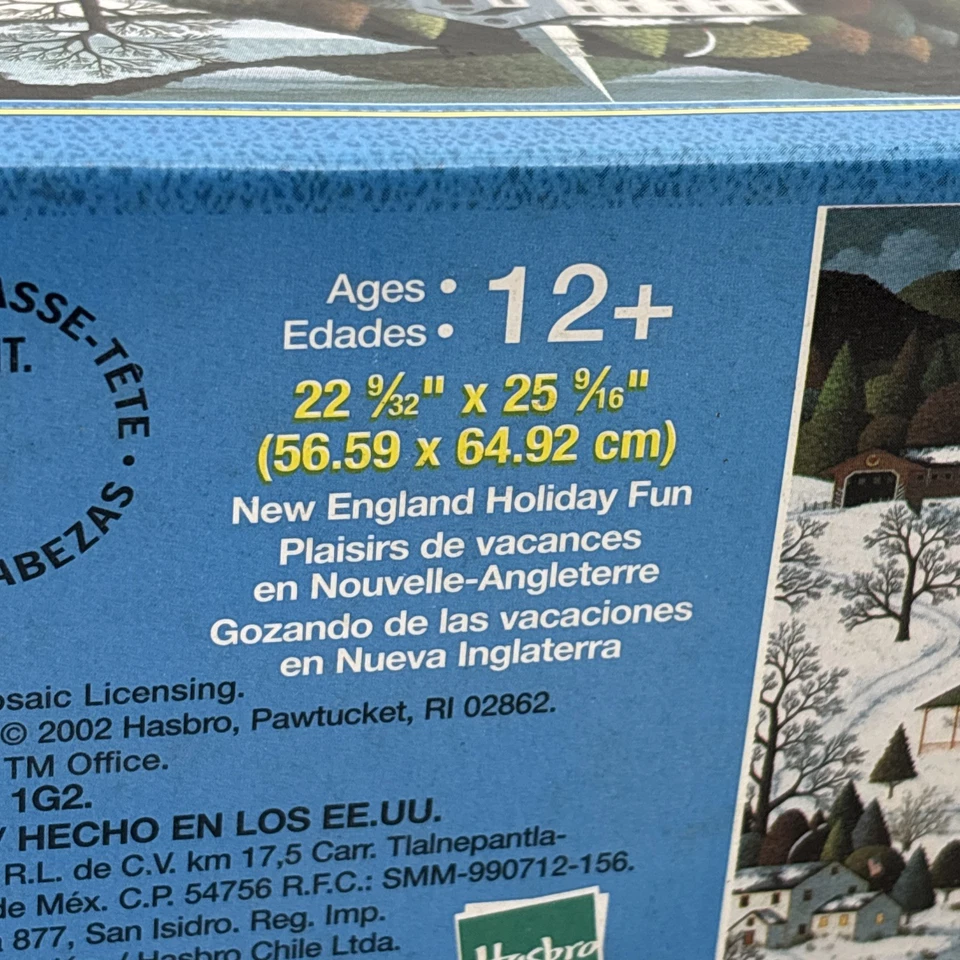 Ages • 12+
Edades •
22 9/32" x 25 9/16"
(56.59 x 64.92 cm)
New England Holiday Fun
Plaisirs de vacances
en Nouvelle-Angleterre
Gozando de las vacaciones
en Nueva Inglaterra
ASSE-TÊTE •
T.
ABEZAS
osaic Licensing.
© 2002 Hasbro, Pawtucket, RI 02862.
TM Office.
1G2.
/ HECHO EN LOS EE.UU.
R.L. de C.V. km 17,5 Carr. Tlalnepantla-
de Méx. C.P. 54756 R.F.C.: SMM-990712-156.
877, San Isidro. Reg. Imp.
/ Hasbro Chile Ltda.
Hasbro